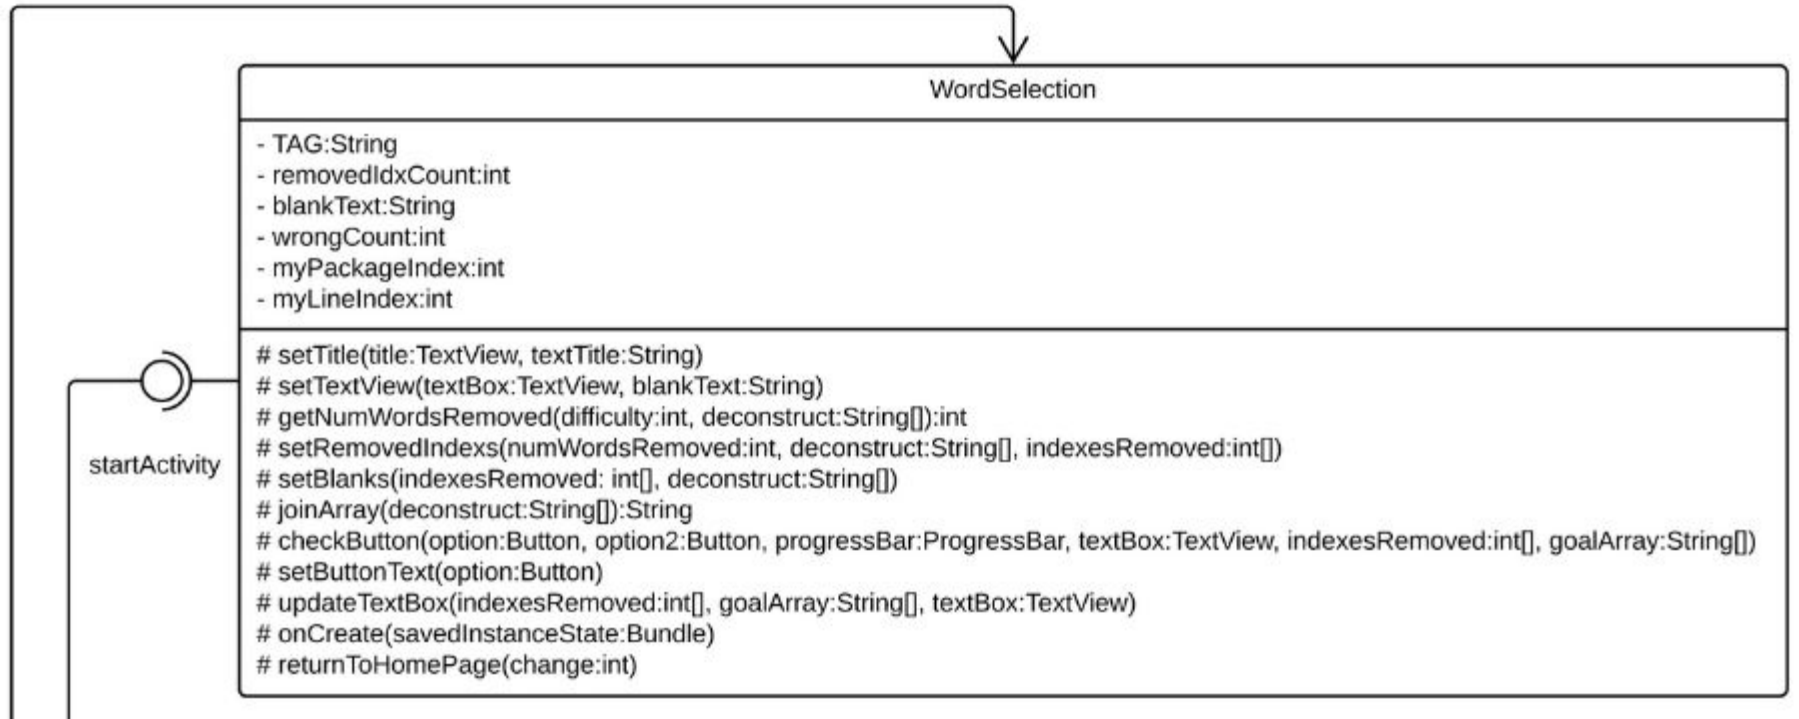 WordSelection
- TAG:String
- removedIdxCount:int
- blankText:String
- wrongCount:int
- myPackageIndex:int
- myLineIndex:int
# setTitle(title:TextView, textTitle:String)
# setTextView(textBox:TextView, blankText:String)
# getNumWordsRemoved(difficulty:int, deconstruct:String[]):int
# setRemovedIndexs(numWordsRemoved:int, deconstruct:String[], indexesRemoved:int[])
# setBlanks(indexesRemoved: int[], deconstruct:String[])
# joinArray(deconstruct:String[]):String
# checkButton(option:Button, option2:Button, progressBar:ProgressBar, textBox:TextView, indexesRemoved:int[], goalArray:String[])
# setButtonText(option:Button)
# updateTextBox(indexesRemoved:int[], goalArray:String[], textBox:TextView)
# onCreate(savedInstanceState:Bundle)
# returnToHomePage(change:int)
startActivity